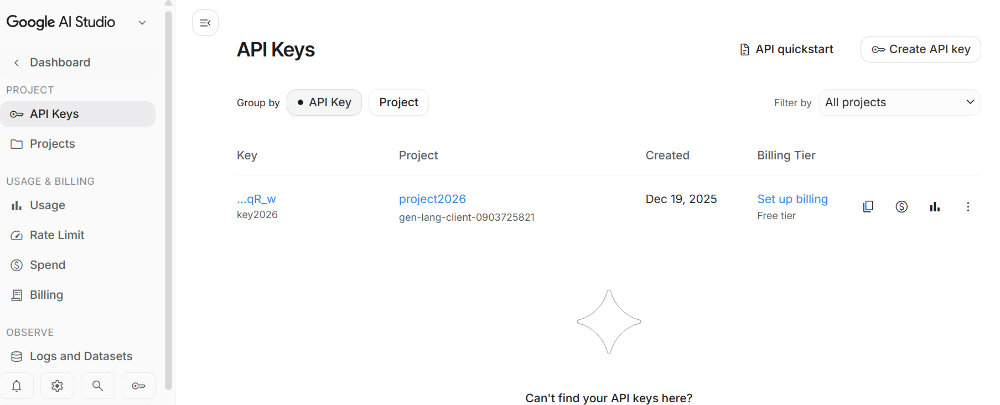 Google AI Studio
Dashboard
PROJECT
API Keys
Projects
USAGE & BILLING
Usage
Rate Limit
Spend
Billing
OBSERVE
Logs and Datasets
API Keys
API quickstart
Create API key
Group by
API Key
Project
Filter by
All projects
Key
Project
Created
Billing Tier
...qR_w
key2026
project2026
gen-lang-client-0903725821
Dec 19, 2025
Set up billing
Free tier
Can't find your API keys here?